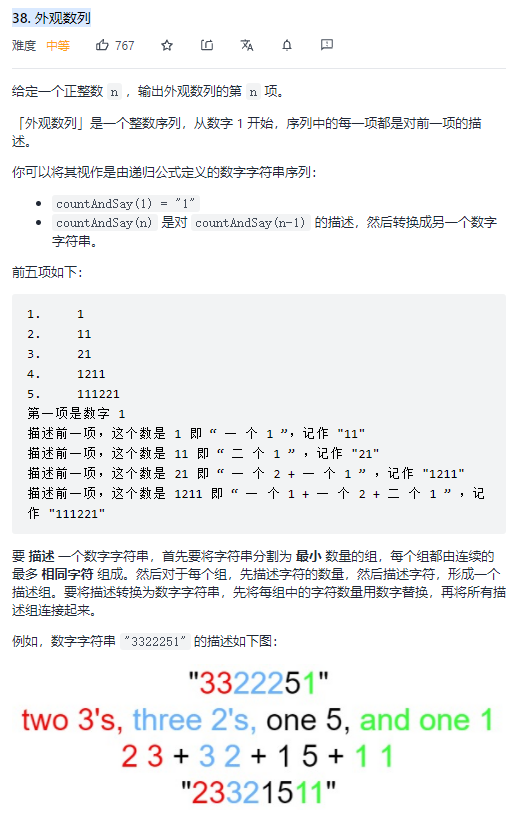 38. 外观数列
难度 中等 767
给定一个正整数 n ，输出外观数列的第 n 项。
「外观数列」是一个整数序列，从数字 1 开始，序列中的每一项都是对前一项的描
述。
你可以将其视作是由递归公式定义的数字字符串序列：
• countAndSay(1) = "1"
• countAndSay(n) 是对 countAndSay(n-1) 的描述，然后转换成另一个数字
字符串。
前五项如下：
1. 1
2. 11
3. 21
4. 1211
5. 111221
第一项是数字 1
描述前一项，这个数是 1 即 “ 一 个 1 ”，记作 "11"
描述前一项，这个数是 11 即 “ 二 个 1 ” ，记作 "21"
描述前一项，这个数是 21 即 “ 一 个 2 + 一 个 1 ” ，记作 "1211"
描述前一项，这个数是 1211 即 “ 一 个 1 + 一 个 2 + 二 个 1 ” ，记
作 "111221"
要 描述 一个数字字符串，首先要将字符串分割为 最小 数量的组，每个组都由连续的
最多 相同字符 组成。然后对于每个组，先描述字符的数量，然后描述字符，形成一个
描述组。要将描述转换为数字字符串，先将每组中的字符数量用数字替换，再将所有描
述组连接起来。
例如，数字字符串 "3322251" 的描述如下图：
"3322251"
two 3's, three 2's, one 5, and one 1
2 3 + 3 2 + 1 5 + 1 1
"23321511"